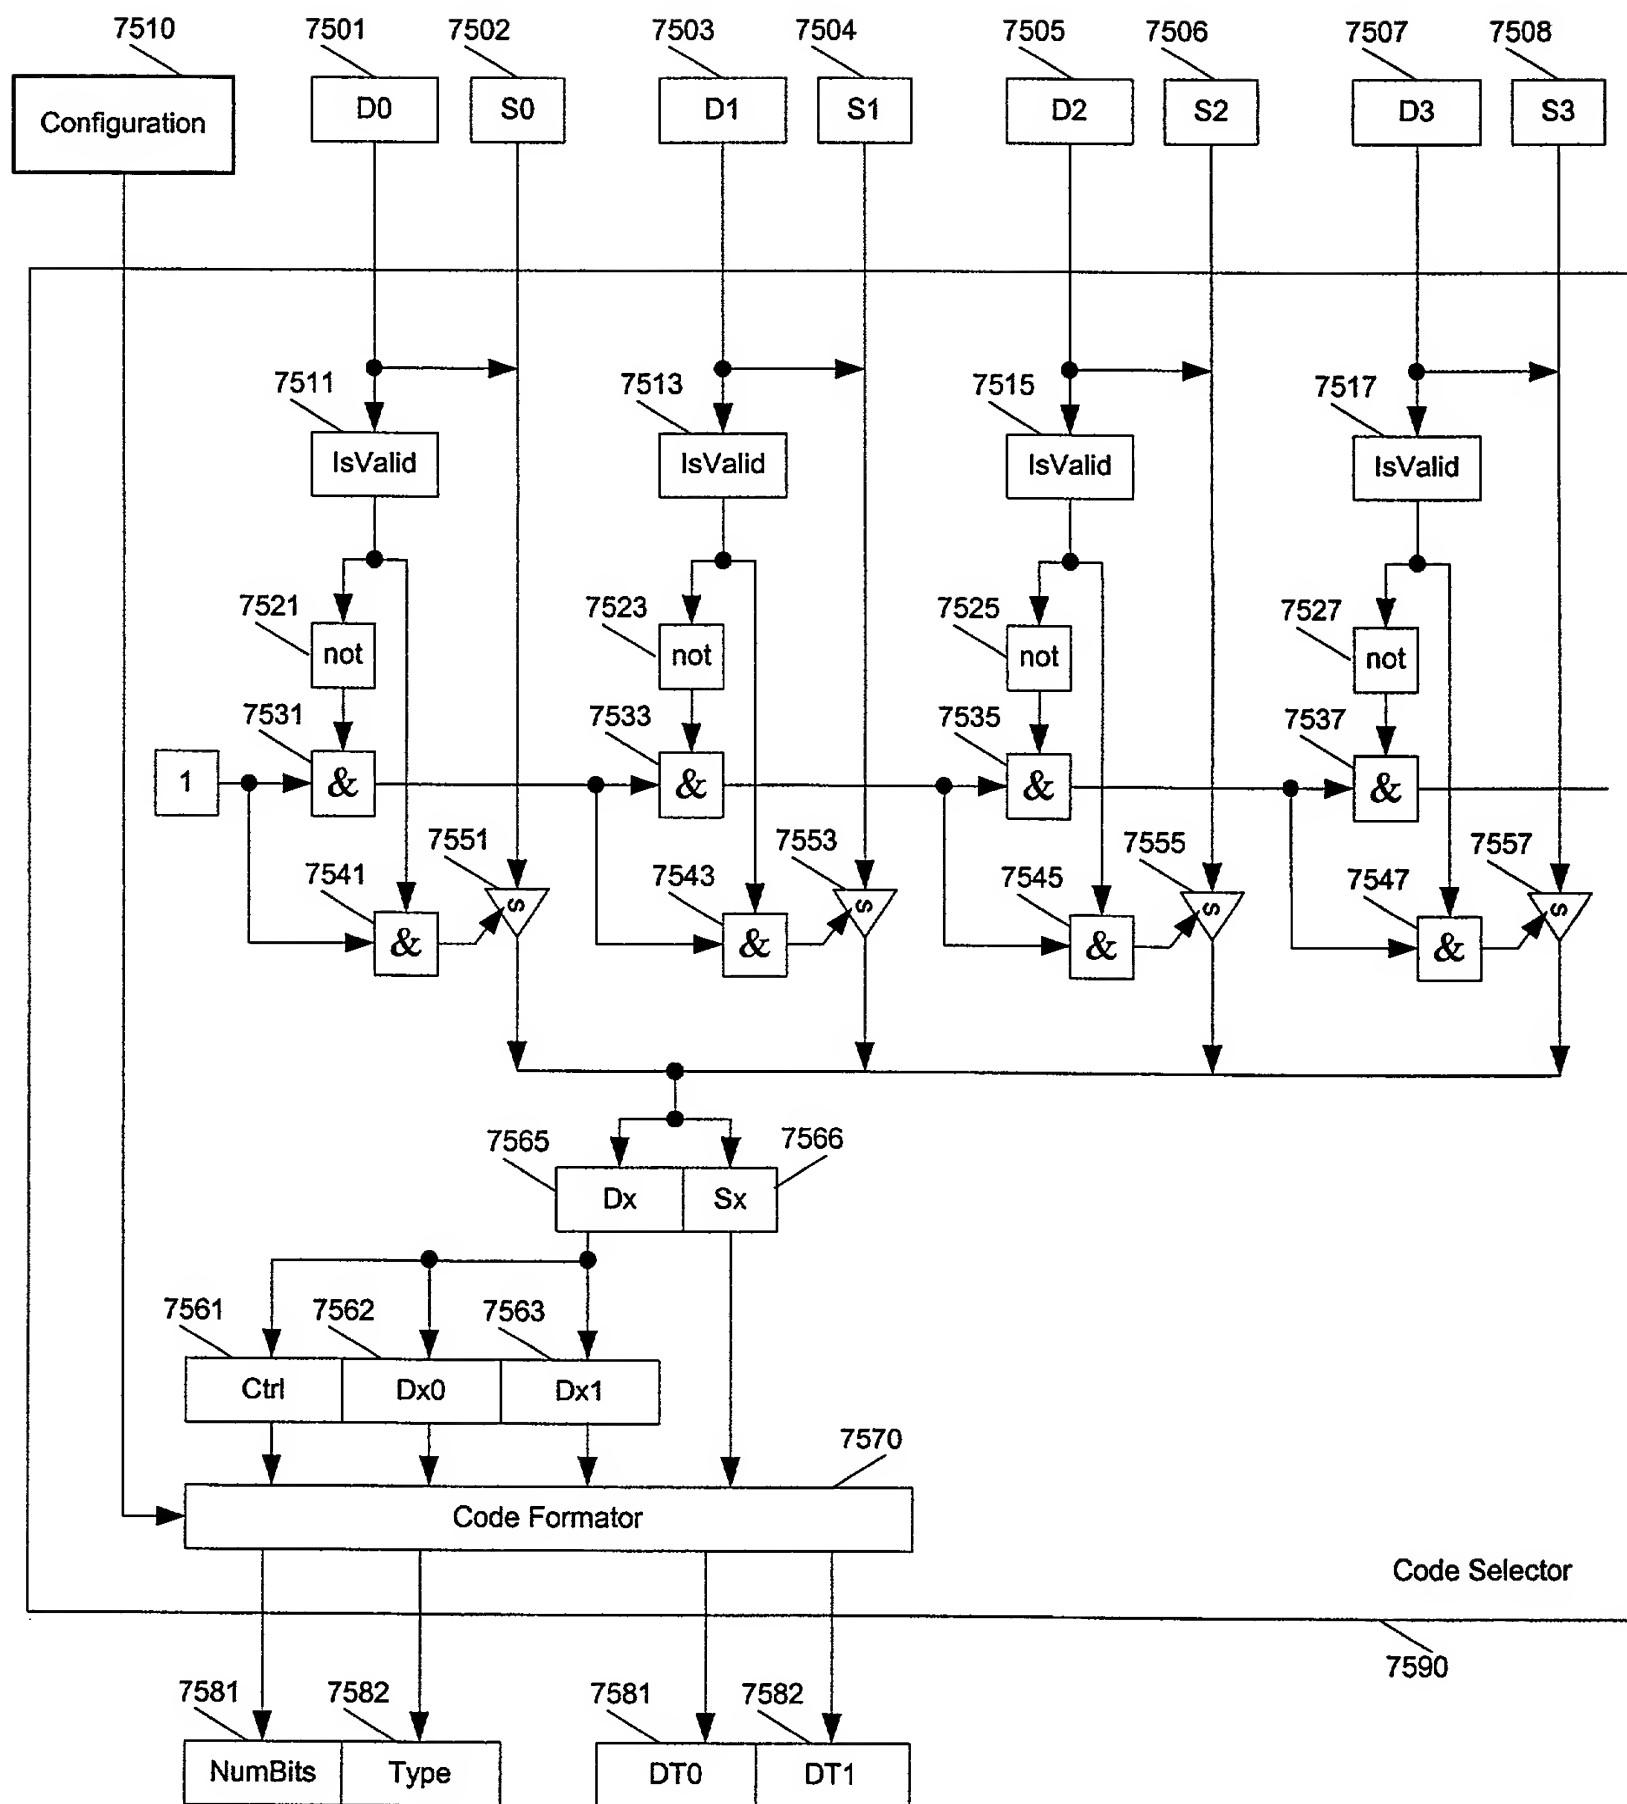 7510 7501 7502 7503 7504 7505 7506 7507 7508
Configuration D0 S0 D1 S1 D2 S2 D3 S3
7511 7513 7515 7517
IsValid IsValid IsValid IsValid
7521 7523 7525 7527
not not not not
7531 7533 7535 7537
1 & & & &
7541 7551 7543 7553 7545 7555 7547 7557
& s & s & s & s
7565 7566
Dx Sx
7561 7562 7563
Ctrl Dx0 Dx1
7570
Code Formator
Code Selector
7590
7581 7582 7581 7582
NumBits Type DT0 DT1